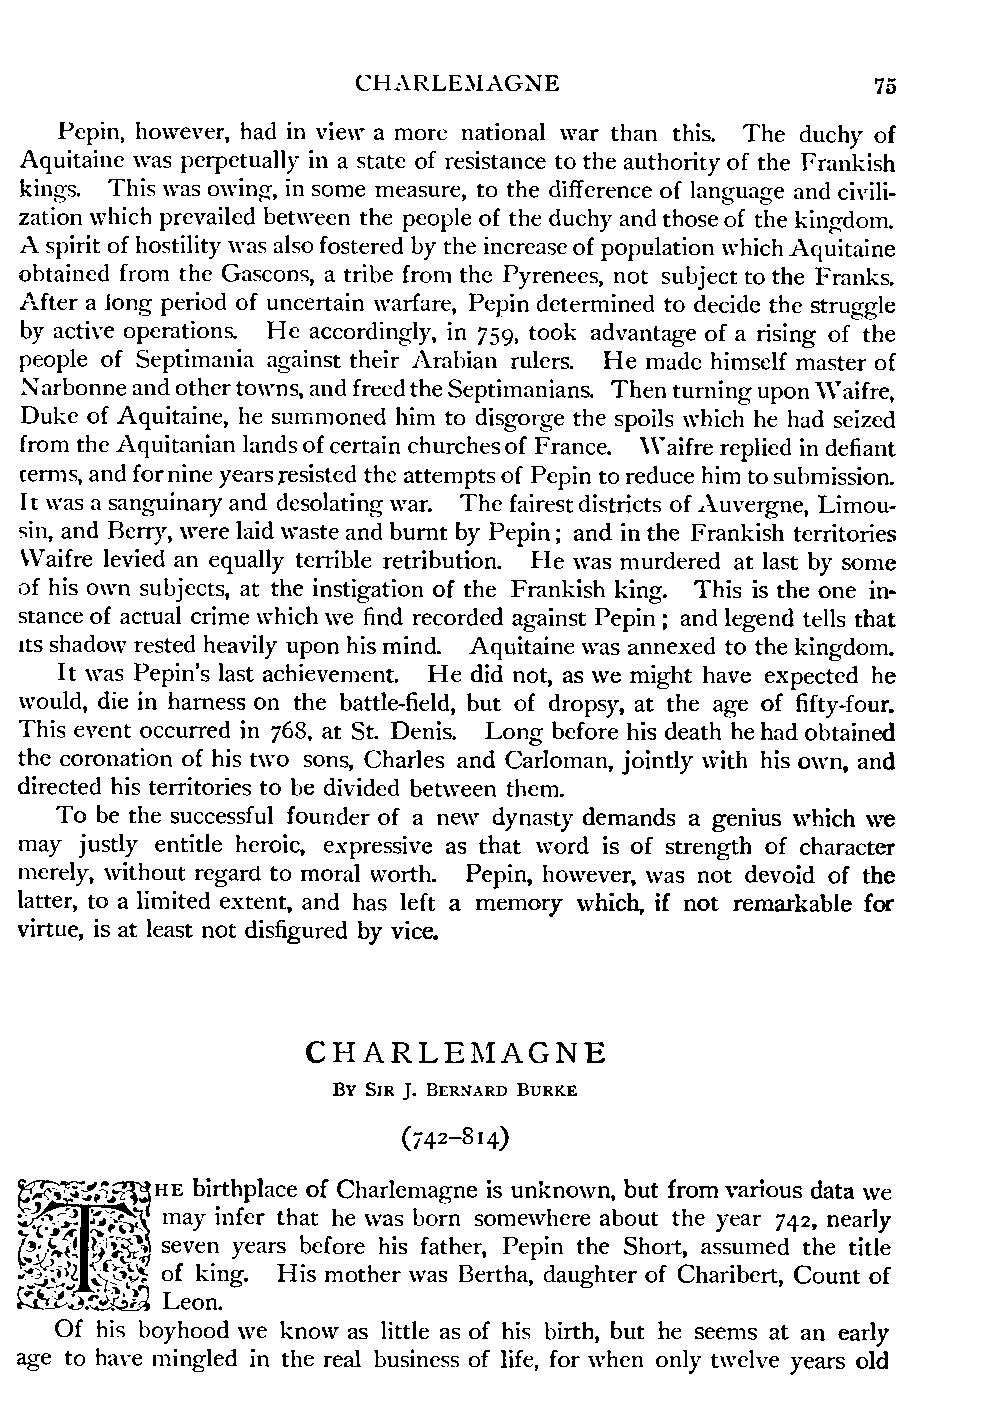 CHARLEMAGNE 75
Pepin, however, had in view a more national war than this. The duchy of
Aquitaine was perpetually in a state of resistance to the authority of the Frankish
kings. This was owing, in some measure, to the difference of language and civili-
zation which prevailed between the people of the duchy and those of the kingdom.
A spirit of hostility was also fostered by the increase of population which Aquitaine
obtained from the Gascons, a tribe from the Pyrenees, not subject to the Franks.
After a long period of uncertain warfare, Pepin determined to decide the struggle
by active operations. He accordingly, in 759, took advantage of a rising of the
people of Septimania against their Arabian rulers. He made himself master of
Narbonne and other towns, and freed the Septimanians. Then turning upon Waifre,
Duke of Aquitaine, he summoned him to disgorge the spoils which he had seized
from the Aquitanian lands of certain churches of France. Waifre replied in defiant
terms, and for nine years resisted the attempts of Pepin to reduce him to submission.
It was a sanguinary and desolating war. The fairest districts of Auvergne, Limou-
sin, and Berry, were laid waste and burnt by Pepin; and in the Frankish territories
Waifre levied an equally terrible retribution. He was murdered at last by some
of his own subjects, at the instigation of the Frankish king. This is the one in-
stance of actual crime which we find recorded against Pepin; and legend tells that
its shadow rested heavily upon his mind. Aquitaine was annexed to the kingdom.
It was Pepin's last achievement. He did not, as we might have expected he
would, die in harness on the battle-field, but of dropsy, at the age of fifty-four.
This event occurred in 768, at St. Denis. Long before his death he had obtained
the coronation of his two sons, Charles and Carloman, jointly with his own, and
directed his territories to be divided between them.
To be the successful founder of a new dynasty demands a genius which we
may justly entitle heroic, expressive as that word is of strength of character
merely, without regard to moral worth. Pepin, however, was not devoid of the
latter, to a limited extent, and has left a memory which, if not remarkable for
virtue, is at least not disfigured by vice.
CHARLEMAGNE
BY SIR J. BERNARD BURKE
(742–814)
THE birthplace of Charlemagne is unknown, but from various data we
may infer that he was born somewhere about the year 742, nearly
seven years before his father, Pepin the Short, assumed the title
of king. His mother was Bertha, daughter of Charibert, Count of
Leon.
Of his boyhood we know as little as of his birth, but he seems at an early
age to have mingled in the real business of life, for when only twelve years old